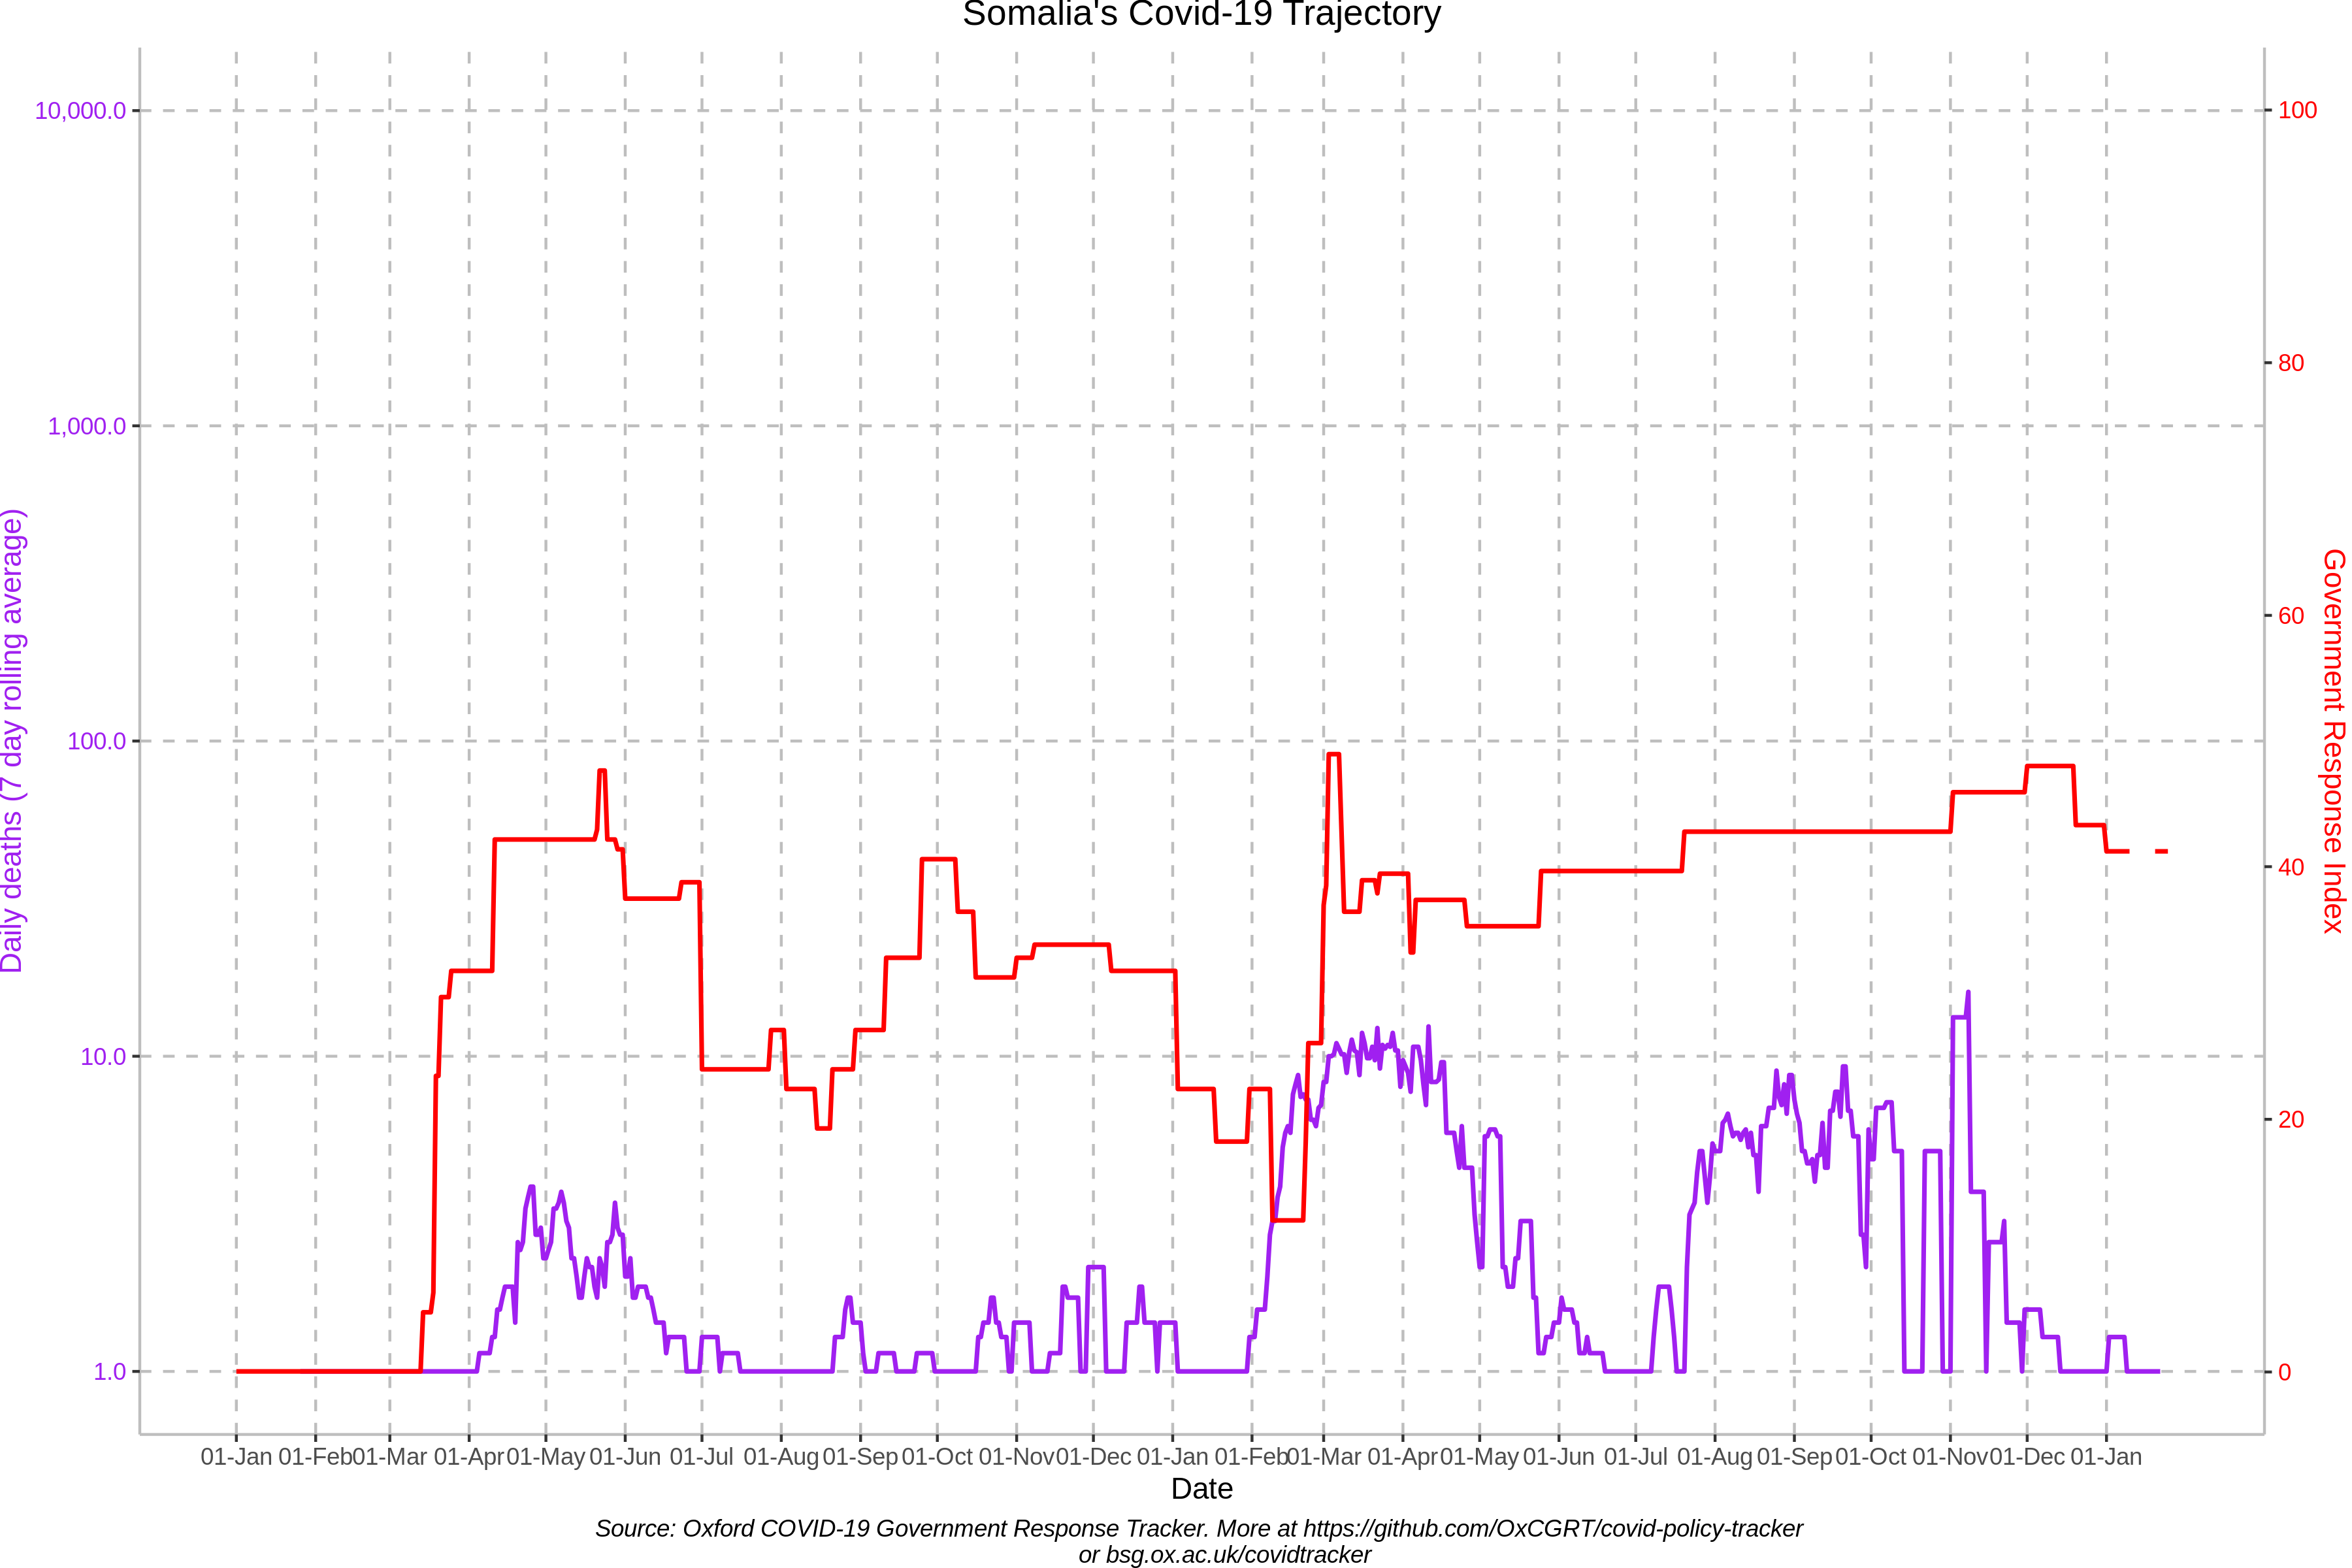 Somalia's Covid-19 Trajectory
10,000.0
1,000.0
100.0
10.0
1.0
Daily deaths (7 day rolling average)
100
80
60
40
20
0
Government Response Index
01-Jan 01-Feb 01-Mar 01-Apr 01-May 01-Jun 01-Jul 01-Aug 01-Sep 01-Oct 01-Nov 01-Dec 01-Jan 01-Feb 01-Mar 01-Apr 01-May 01-Jun 01-Jul 01-Aug 01-Sep 01-Oct 01-Nov 01-Dec 01-Jan
Date
Source: Oxford COVID-19 Government Response Tracker. More at https://github.com/OxCGRT/covid-policy-tracker
or bsg.ox.ac.uk/covidtracker